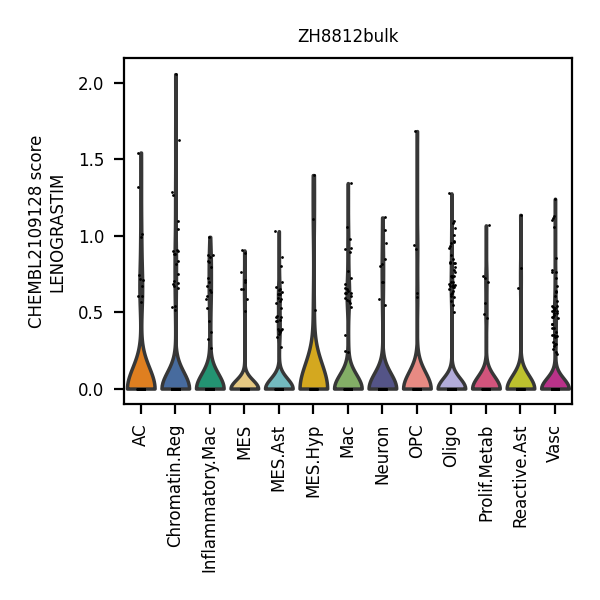 ZH8812bulk
CHEMBL2109128 score
LENOGRASTIM
2.0
1.5
1.0
0.5
0.0
AC
Chromatin.Reg
Inflammatory.Mac
MES
MES.Ast
MES.Hyp
Mac
Neuron
OPC
Oligo
Prolif.Metab
Reactive.Ast
Vasc